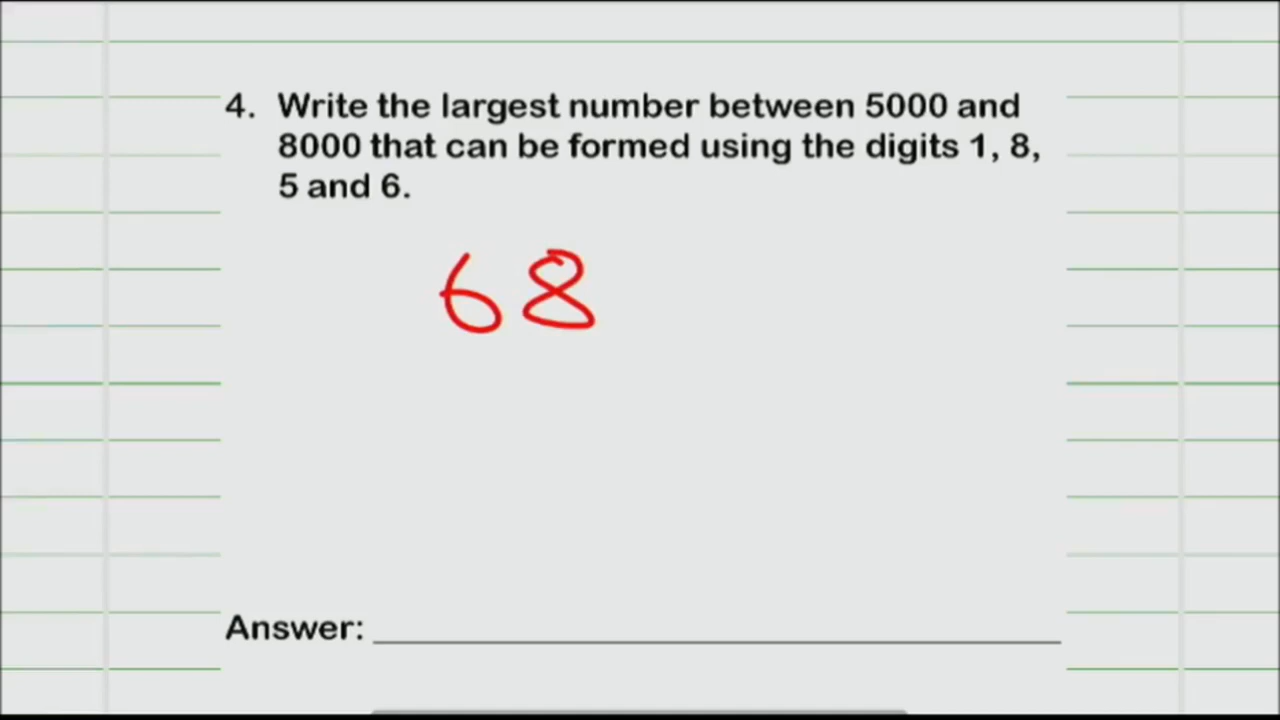 4. Write the largest number between 5000 and
8000 that can be formed using the digits 1, 8,
5 and 6.
68
Answer: